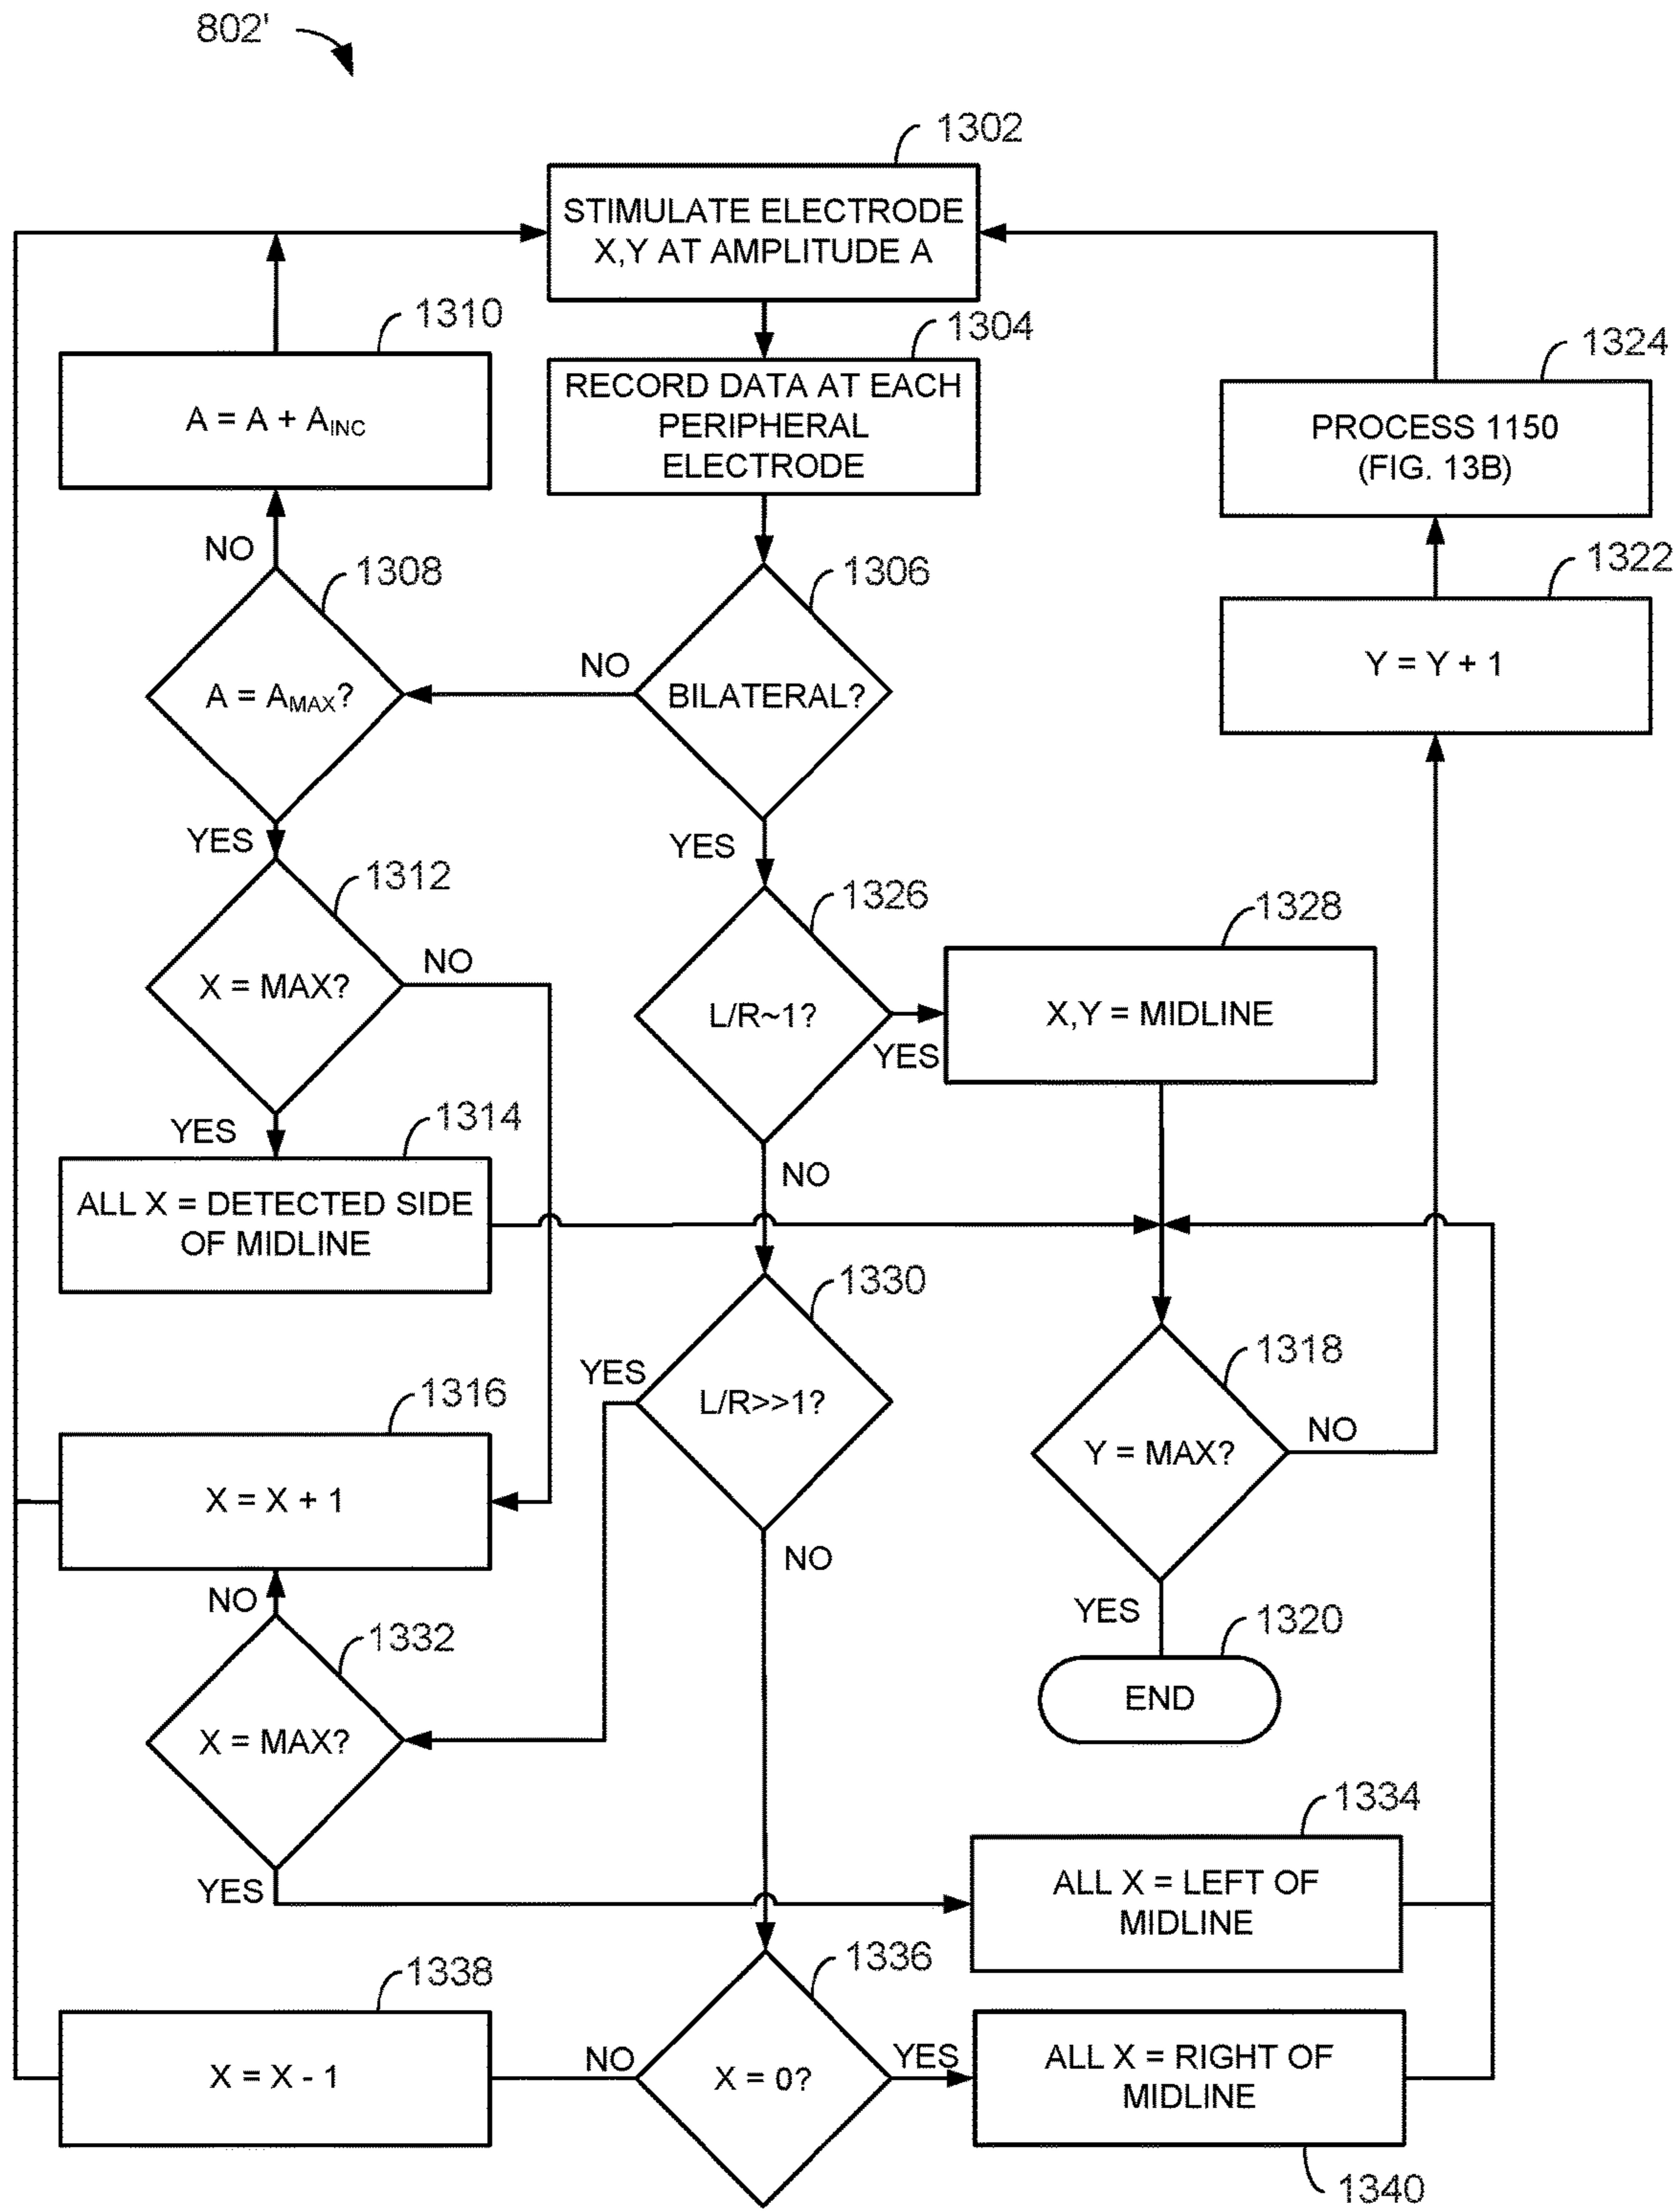 802'
1302
STIMULATE ELECTRODE
X,Y AT AMPLITUDE A
1310
A = A + AINC
1304
RECORD DATA AT EACH
PERIPHERAL
ELECTRODE
1324
PROCESS 1150
(FIG. 13B)
NO
1308
A = AMAX?
NO
1306
BILATERAL?
1322
Y = Y + 1
YES
YES
1312
X = MAX?
NO
1326
L/R~1?
YES
1328
X,Y = MIDLINE
YES
1314
ALL X = DETECTED SIDE
OF MIDLINE
NO
1330
L/R>>1?
YES
1318
Y = MAX?
NO
1316
X = X + 1
NO
NO
1332
X = MAX?
YES
1320
END
YES
1334
ALL X = LEFT OF
MIDLINE
1338
X = X - 1
NO
1336
X = 0?
YES
ALL X = RIGHT OF
MIDLINE
1340